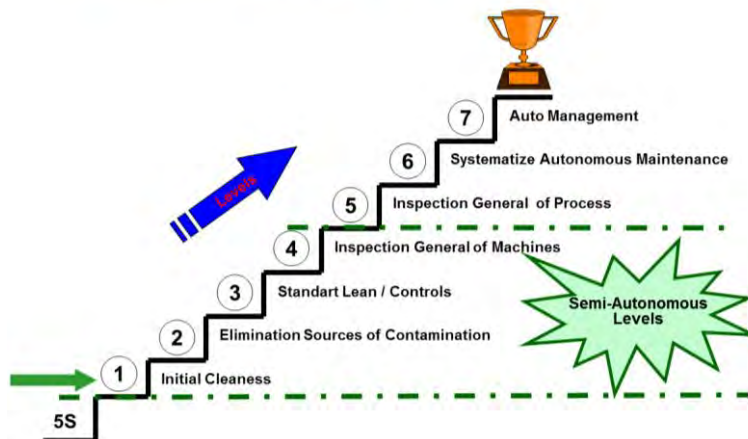 7
Auto Management
6
Systematize Autonomous Maintenance
Levels
5
Inspection General of Process
4
Inspection General of Machines
3
Standart Lean / Controls
Semi-Autonomous
Levels
2
Elimination Sources of Contamination
1
Initial Cleaness
5S